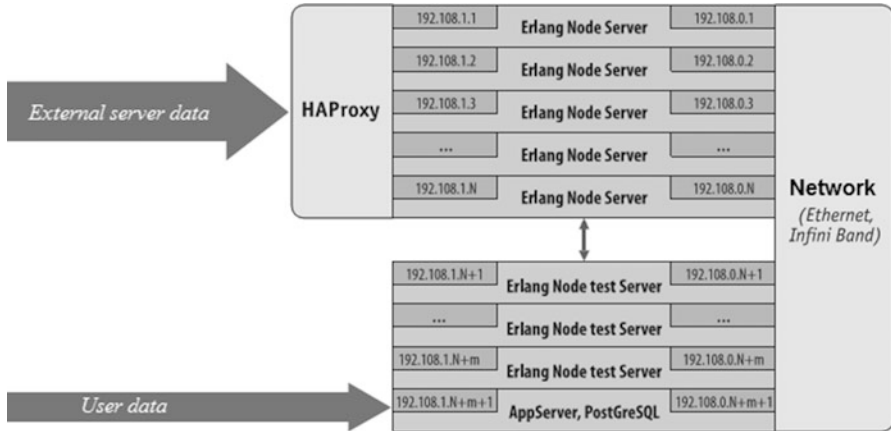 192.108.1.1 Erlang Node Server 192.108.0.1
192.108.1.2 Erlang Node Server 192.108.0.2
External server data
HAProxy
192.108.1.3 Erlang Node Server 192.108.0.3
... Erlang Node Server ...
192.108.1.N Erlang Node Server 192.108.0.N
Network
(Ethernet,
Infini Band)
192.108.1.N+1 Erlang Node test Server 192.108.0.N+1
... Erlang Node test Server ...
192.108.1.N+m Erlang Node test Server 192.108.0.N+m
User data
192.108.1.N+m+1 AppServer, PostGreSQL 192.108.0.N+m+1